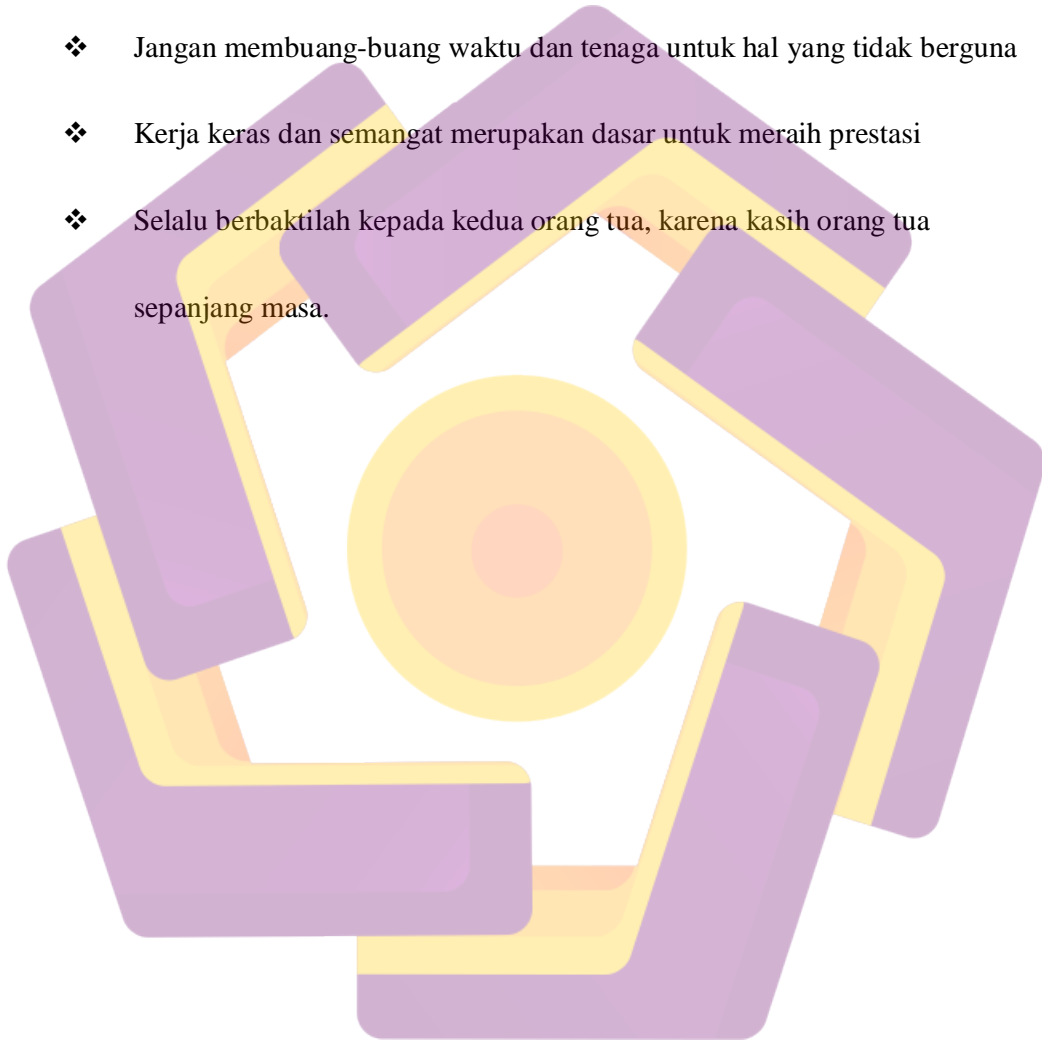 ❖ Jangan membuang-buang waktu dan tenaga untuk hal yang tidak berguna
❖ Kerja keras dan semangat merupakan dasar untuk meraih prestasi
❖ Selalu berbaktilah kepada kedua orang tua, karena kasih orang tua
sepanjang masa.